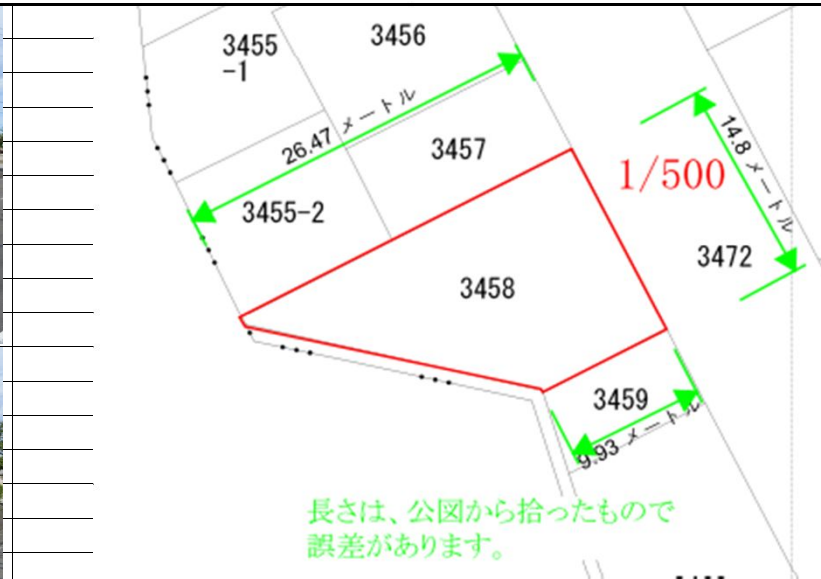 3455
-1
3456
26.47 メートル
3457
3455-2
1/500
14.8 メートル
3472
3458
3459
9.93 メートル
長さは、公図から拾ったもので
誤差があります。